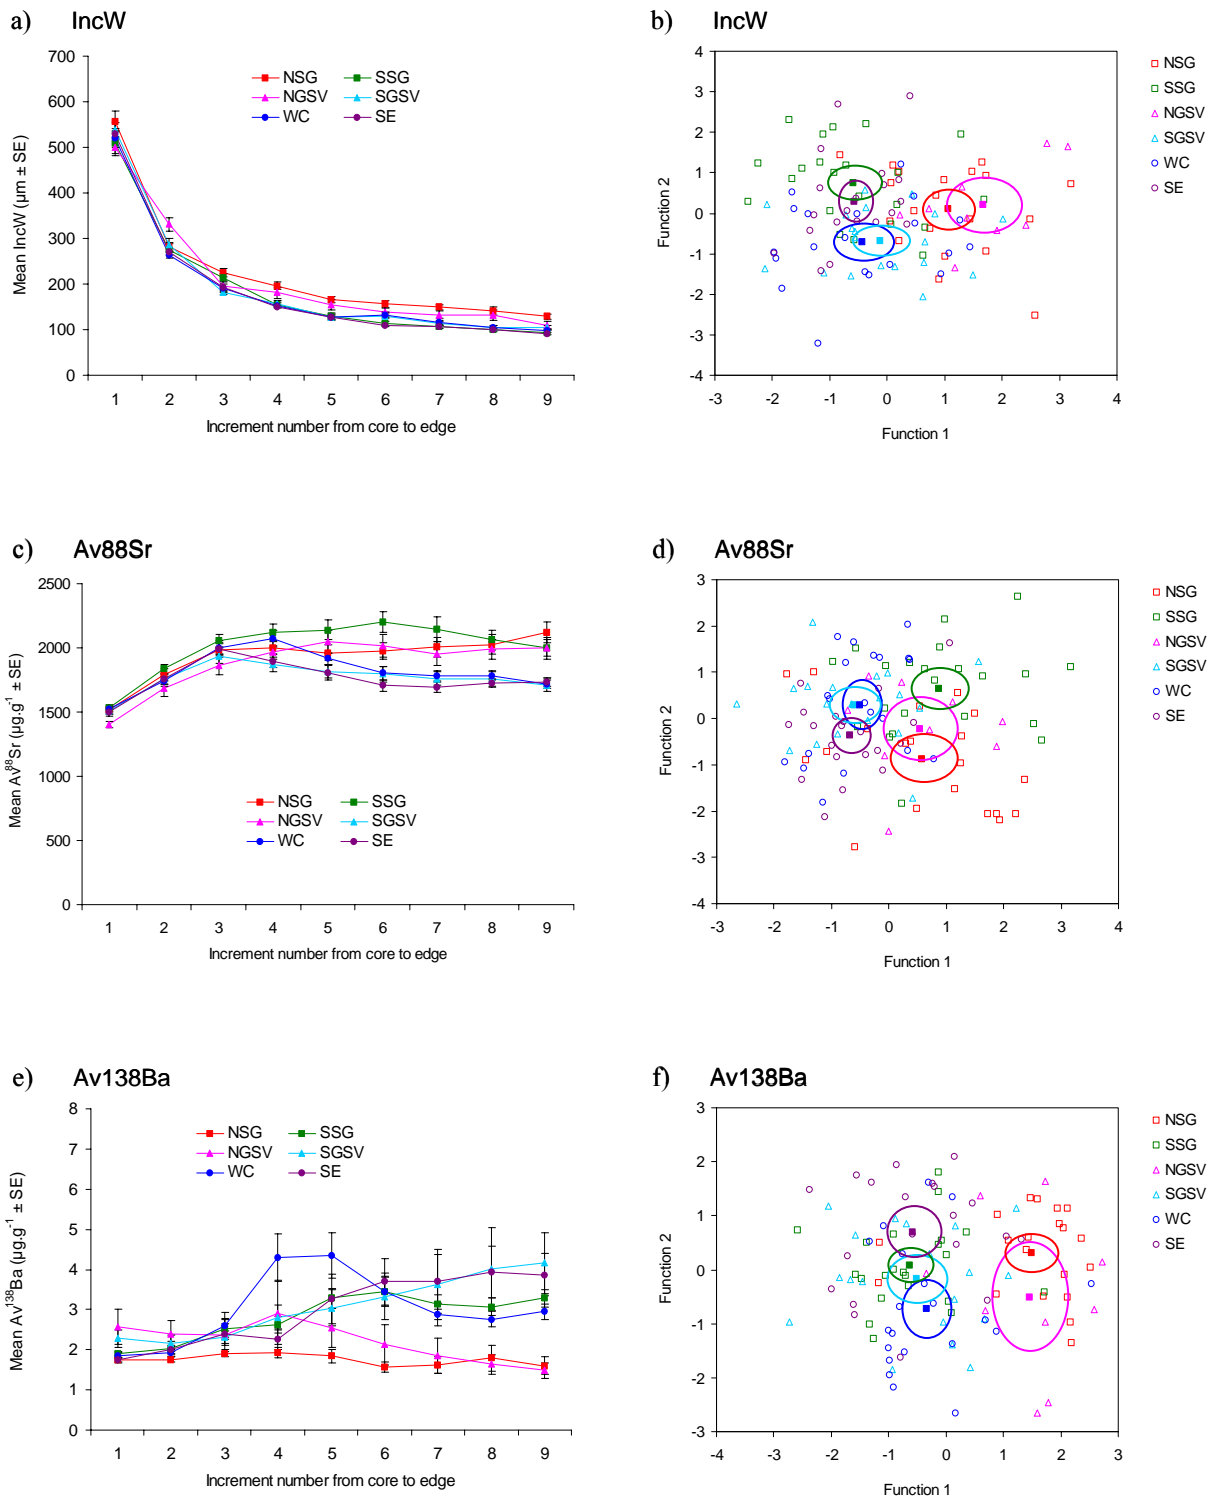 a) IncW
700
600
500
400
300
200
100
0
Mean IncW (µm ± SE)
NSG SSG
NGSV SGSV
WC SE
1 2 3 4 5 6 7 8 9
Increment number from core to edge
b) IncW
4
3
2
1
0
-1
-2
-3
-4
Function 2
-3 -2 -1 0 1 2 3 4
Function 1
NSG
SSG
NGSV
SGSV
WC
SE
c) Av88Sr
2500
2000
1500
1000
500
0
Mean Av⁸⁸Sr (µg.g⁻¹ ± SE)
NSG SSG
NGSV SGSV
WC SE
1 2 3 4 5 6 7 8 9
Increment number from core to edge
d) Av88Sr
3
2
1
0
-1
-2
-3
-4
Function 2
-3 -2 -1 0 1 2 3 4
Function 1
NSG
SSG
NGSV
SGSV
WC
SE
e) Av138Ba
8
7
6
5
4
3
2
1
0
Mean Av¹³⁸Ba (µg.g⁻¹ ± SE)
NSG SSG
NGSV SGSV
WC SE
1 2 3 4 5 6 7 8 9
Increment number from core to edge
f) Av138Ba
3
2
1
0
-1
-2
-3
Function 2
-4 -3 -2 -1 0 1 2 3
Function 1
NSG
SSG
NGSV
SGSV
WC
SE